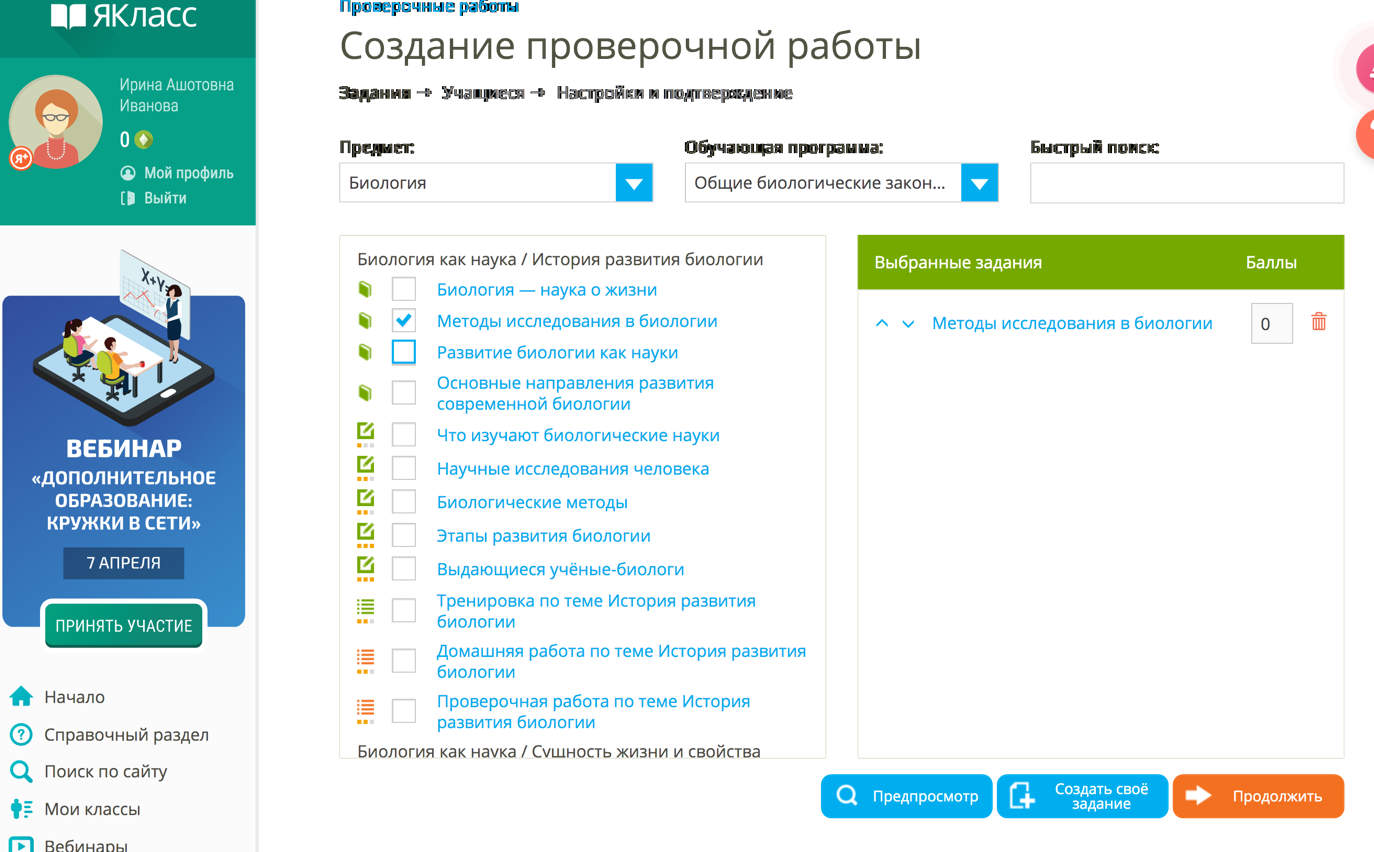 ЯКласс
Ирина Ашотовна
Иванова
0
Я+
Мой профиль
Выйти
X+Y=
ВЕБИНАР
«ДОПОЛНИТЕЛЬНОЕ
ОБРАЗОВАНИЕ:
КРУЖКИ В СЕТИ»
7 АПРЕЛЯ
ПРИНЯТЬ УЧАСТИЕ
Начало
Справочный раздел
Поиск по сайту
Мои классы
Вебинары
Проверочные работы
Создание проверочной работы
Задания → Учащиеся → Настройки и подтверждение
Предмет:
Биология
Обучающая программа:
Общие биологические закон...
Быстрый поиск:
Биология как наука / История развития биологии
Биология — наука о жизни
Методы исследования в биологии
Развитие биологии как науки
Основные направления развития
современной биологии
Что изучают биологические науки
Научные исследования человека
Биологические методы
Этапы развития биологии
Выдающиеся учёные-биологи
Тренировка по теме История развития
биологии
Домашняя работа по теме История развития
биологии
Проверочная работа по теме История
развития биологии
Биология как наука / Сущность жизни и свойства
Выбранные задания Баллы
Методы исследования в биологии 0
Предпросмотр
Создать своё
задание
Продолжить